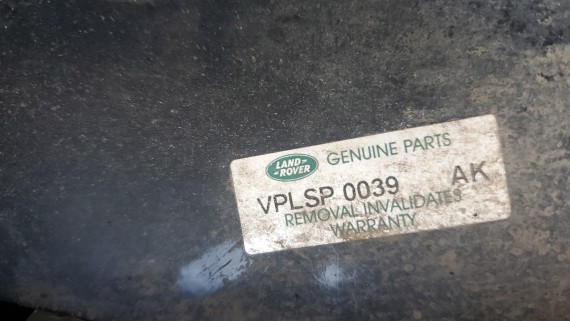 LAND-
-ROVER
GENUINE PARTS
VPLSP 0039 AK
REMOVAL INVALIDATES
WARRANTY